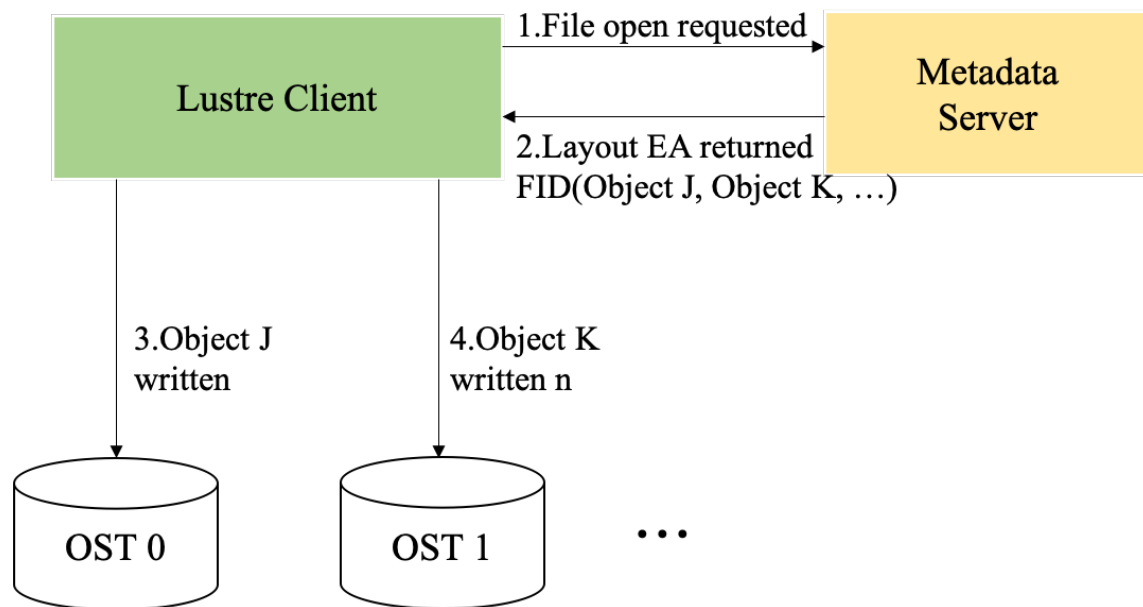 1.File open requested
Lustre Client
Metadata
Server
2.Layout EA returned
FID(Object J, Object K, …)
3.Object J
written
4.Object K
written n
OST 0
OST 1
…